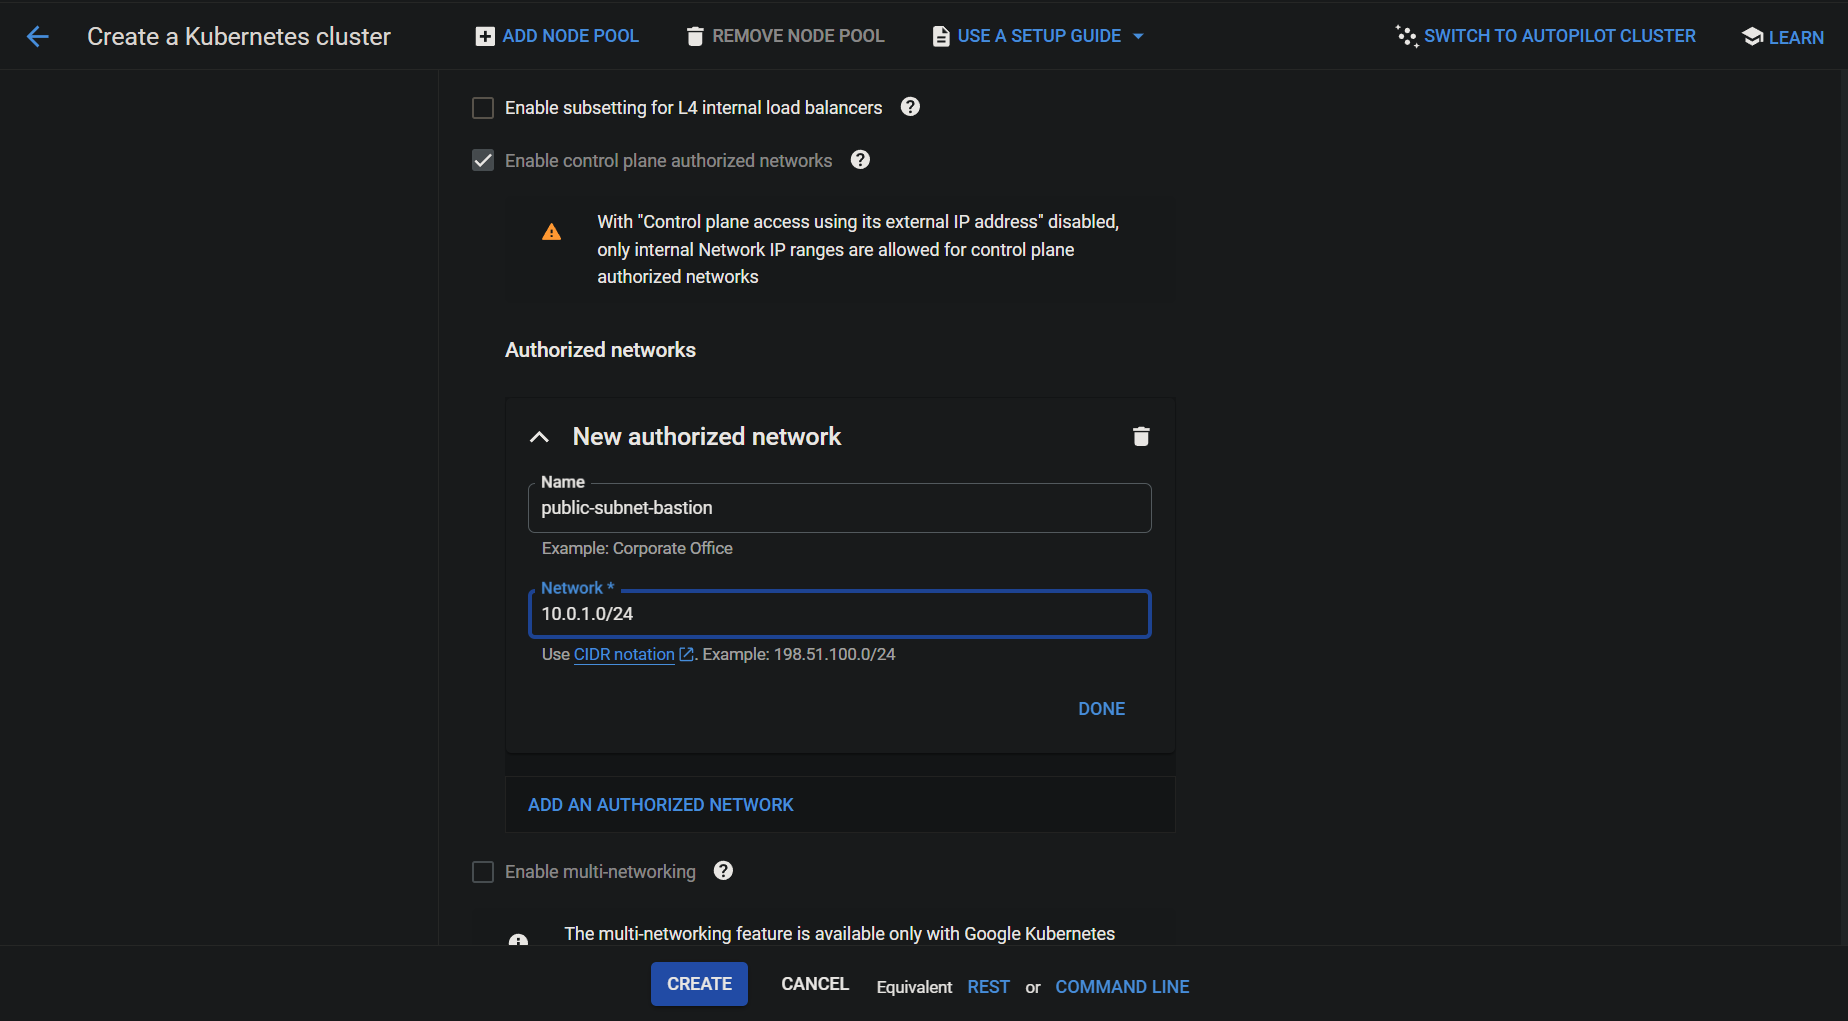 Create a Kubernetes cluster
ADD NODE POOL
REMOVE NODE POOL
USE A SETUP GUIDE
SWITCH TO AUTOPILOT CLUSTER
LEARN
Enable subsetting for L4 internal load balancers
Enable control plane authorized networks
With "Control plane access using its external IP address" disabled,
only internal Network IP ranges are allowed for control plane
authorized networks
Authorized networks
New authorized network
Name
public-subnet-bastion
Example: Corporate Office
Network *
10.0.1.0/24
Use CIDR notation. Example: 198.51.100.0/24
DONE
ADD AN AUTHORIZED NETWORK
Enable multi-networking
The multi-networking feature is available only with Google Kubernetes
CREATE
CANCEL
Equivalent REST or COMMAND LINE